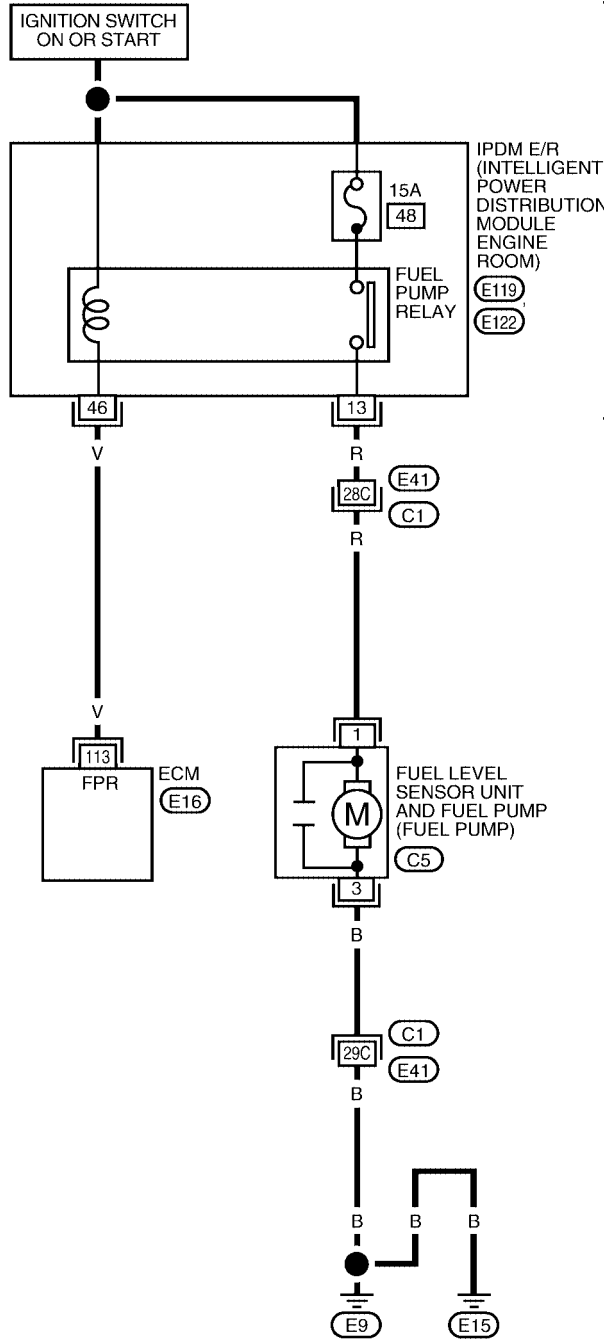 IGNITION SWITCH
ON OR START
IPDM E/R
(INTELLIGENT
POWER
DISTRIBUTION
MODULE
ENGINE
ROOM)
15A
48
FUEL
PUMP
RELAY
E119
,
E122
46
13
V
R
28C
E41
C1
R
V
113
FPR
ECM
E16
1
M
FUEL LEVEL
SENSOR UNIT
AND FUEL PUMP
(FUEL PUMP)
C5
3
B
29C
C1
E41
B
B
B
B
E9
E15